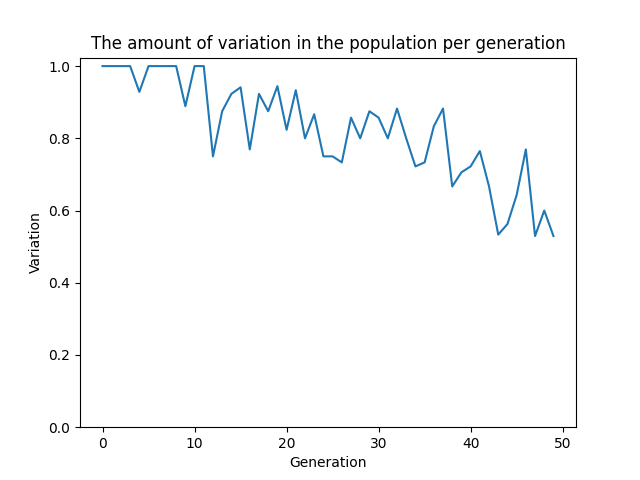 The amount of variation in the population per generation
1.0
0.8
0.6
0.4
0.2
0.0
Variation
0 10 20 30 40 50
Generation